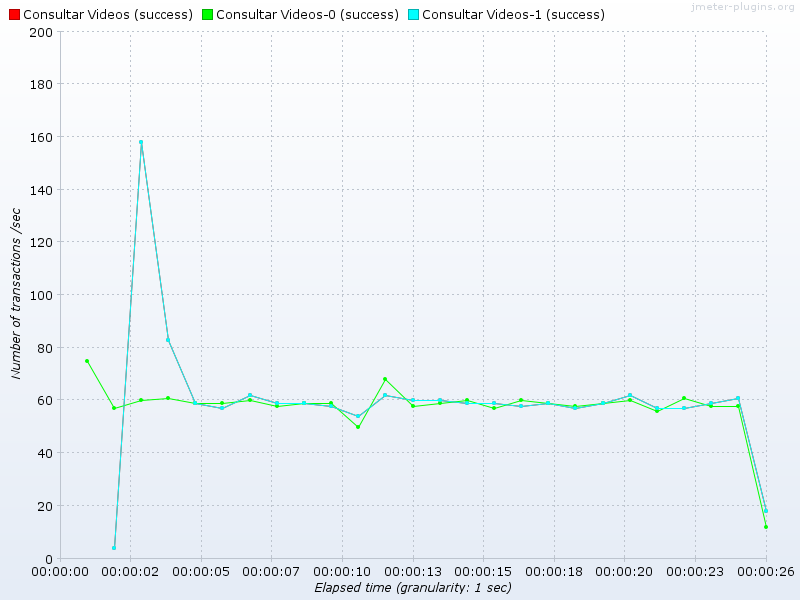 jmeter-plugins.org
Consultar Videos (success) Consultar Videos-0 (success) Consultar Videos-1 (success)
200
180
160
140
120
100
80
60
40
20
0
Number of transactions /sec
00:00:00 00:00:02 00:00:05 00:00:07 00:00:10 00:00:13 00:00:15 00:00:18 00:00:20 00:00:23 00:00:26
Elapsed time (granularity: 1 sec)